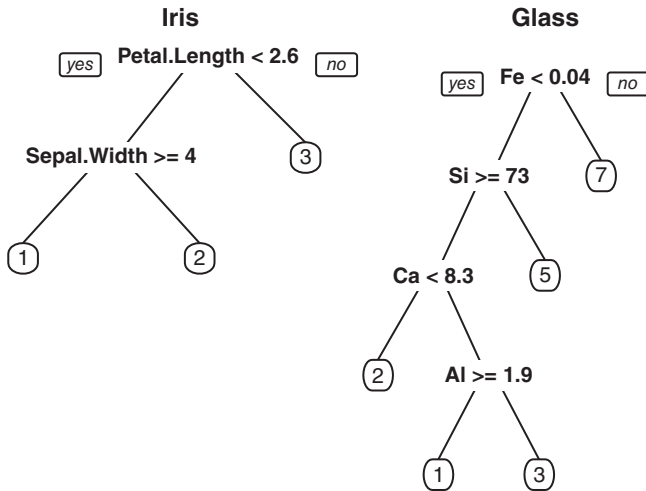 Iris
yes Petal.Length < 2.6 no
Sepal.Width >= 4
3
1
2
Glass
yes Fe < 0.04 no
Si >= 73
7
Ca < 8.3
5
2
Al >= 1.9
1
3